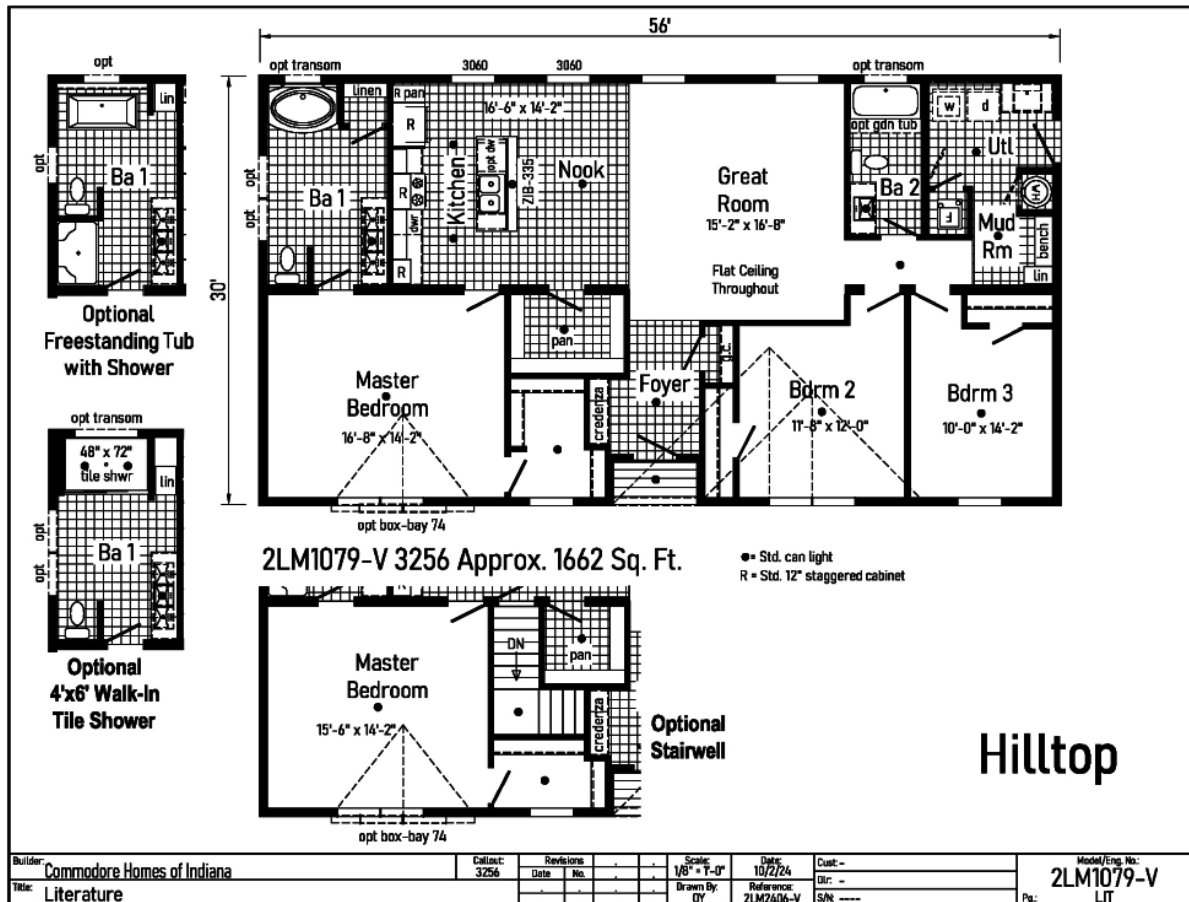 56'
opt
opt transom
3060
3060
opt transom
lin
linen
R pan
16'-6" x 14'-2"
w
d
R
opt gdn tub
opt
Ba 1
opt
opt
Ba 1
R
dwr
R
Kitchen
opt dw
ZIB-335
Nook
Great
Room
15'-2" x 16'-8"
Flat Ceiling
Throughout
Ba 2
Utl
WH
F
Mud
Rm
bench
lin
30'
Optional
Freestanding Tub
with Shower
pan
Master
Bedroom
16'-8" x 14'-2"
credenza
Foyer
g.c.
Bdrm 2
11'-8" x 12'-0"
Bdrm 3
10'-0" x 14'-2"
opt transom
48" x 72"
tile shwr
lin
opt
opt
Ba 1
opt box-bay 74
2LM1079-V 3256 Approx. 1662 Sq. Ft.
●= Std. can light
R = Std. 12" staggered cabinet
Optional
4'x6' Walk-in
Tile Shower
DN
pan
Master
Bedroom
15'-6" x 14'-2"
credenza
Optional
Stairwell
opt box-bay 74
Hilltop
Builder: Commodore Homes of Indiana
Title: Literature
Callout:
3256
Revisions
Date No.
Scale:
1/8" = 1'-0"
Drawn By:
DY
Date:
10/2/24
Reference:
2LM2406-V
Cust: -
Dlr: -
S/N: ----
Model/Eng. No.:
2LM1079-V
Pg.: LIT